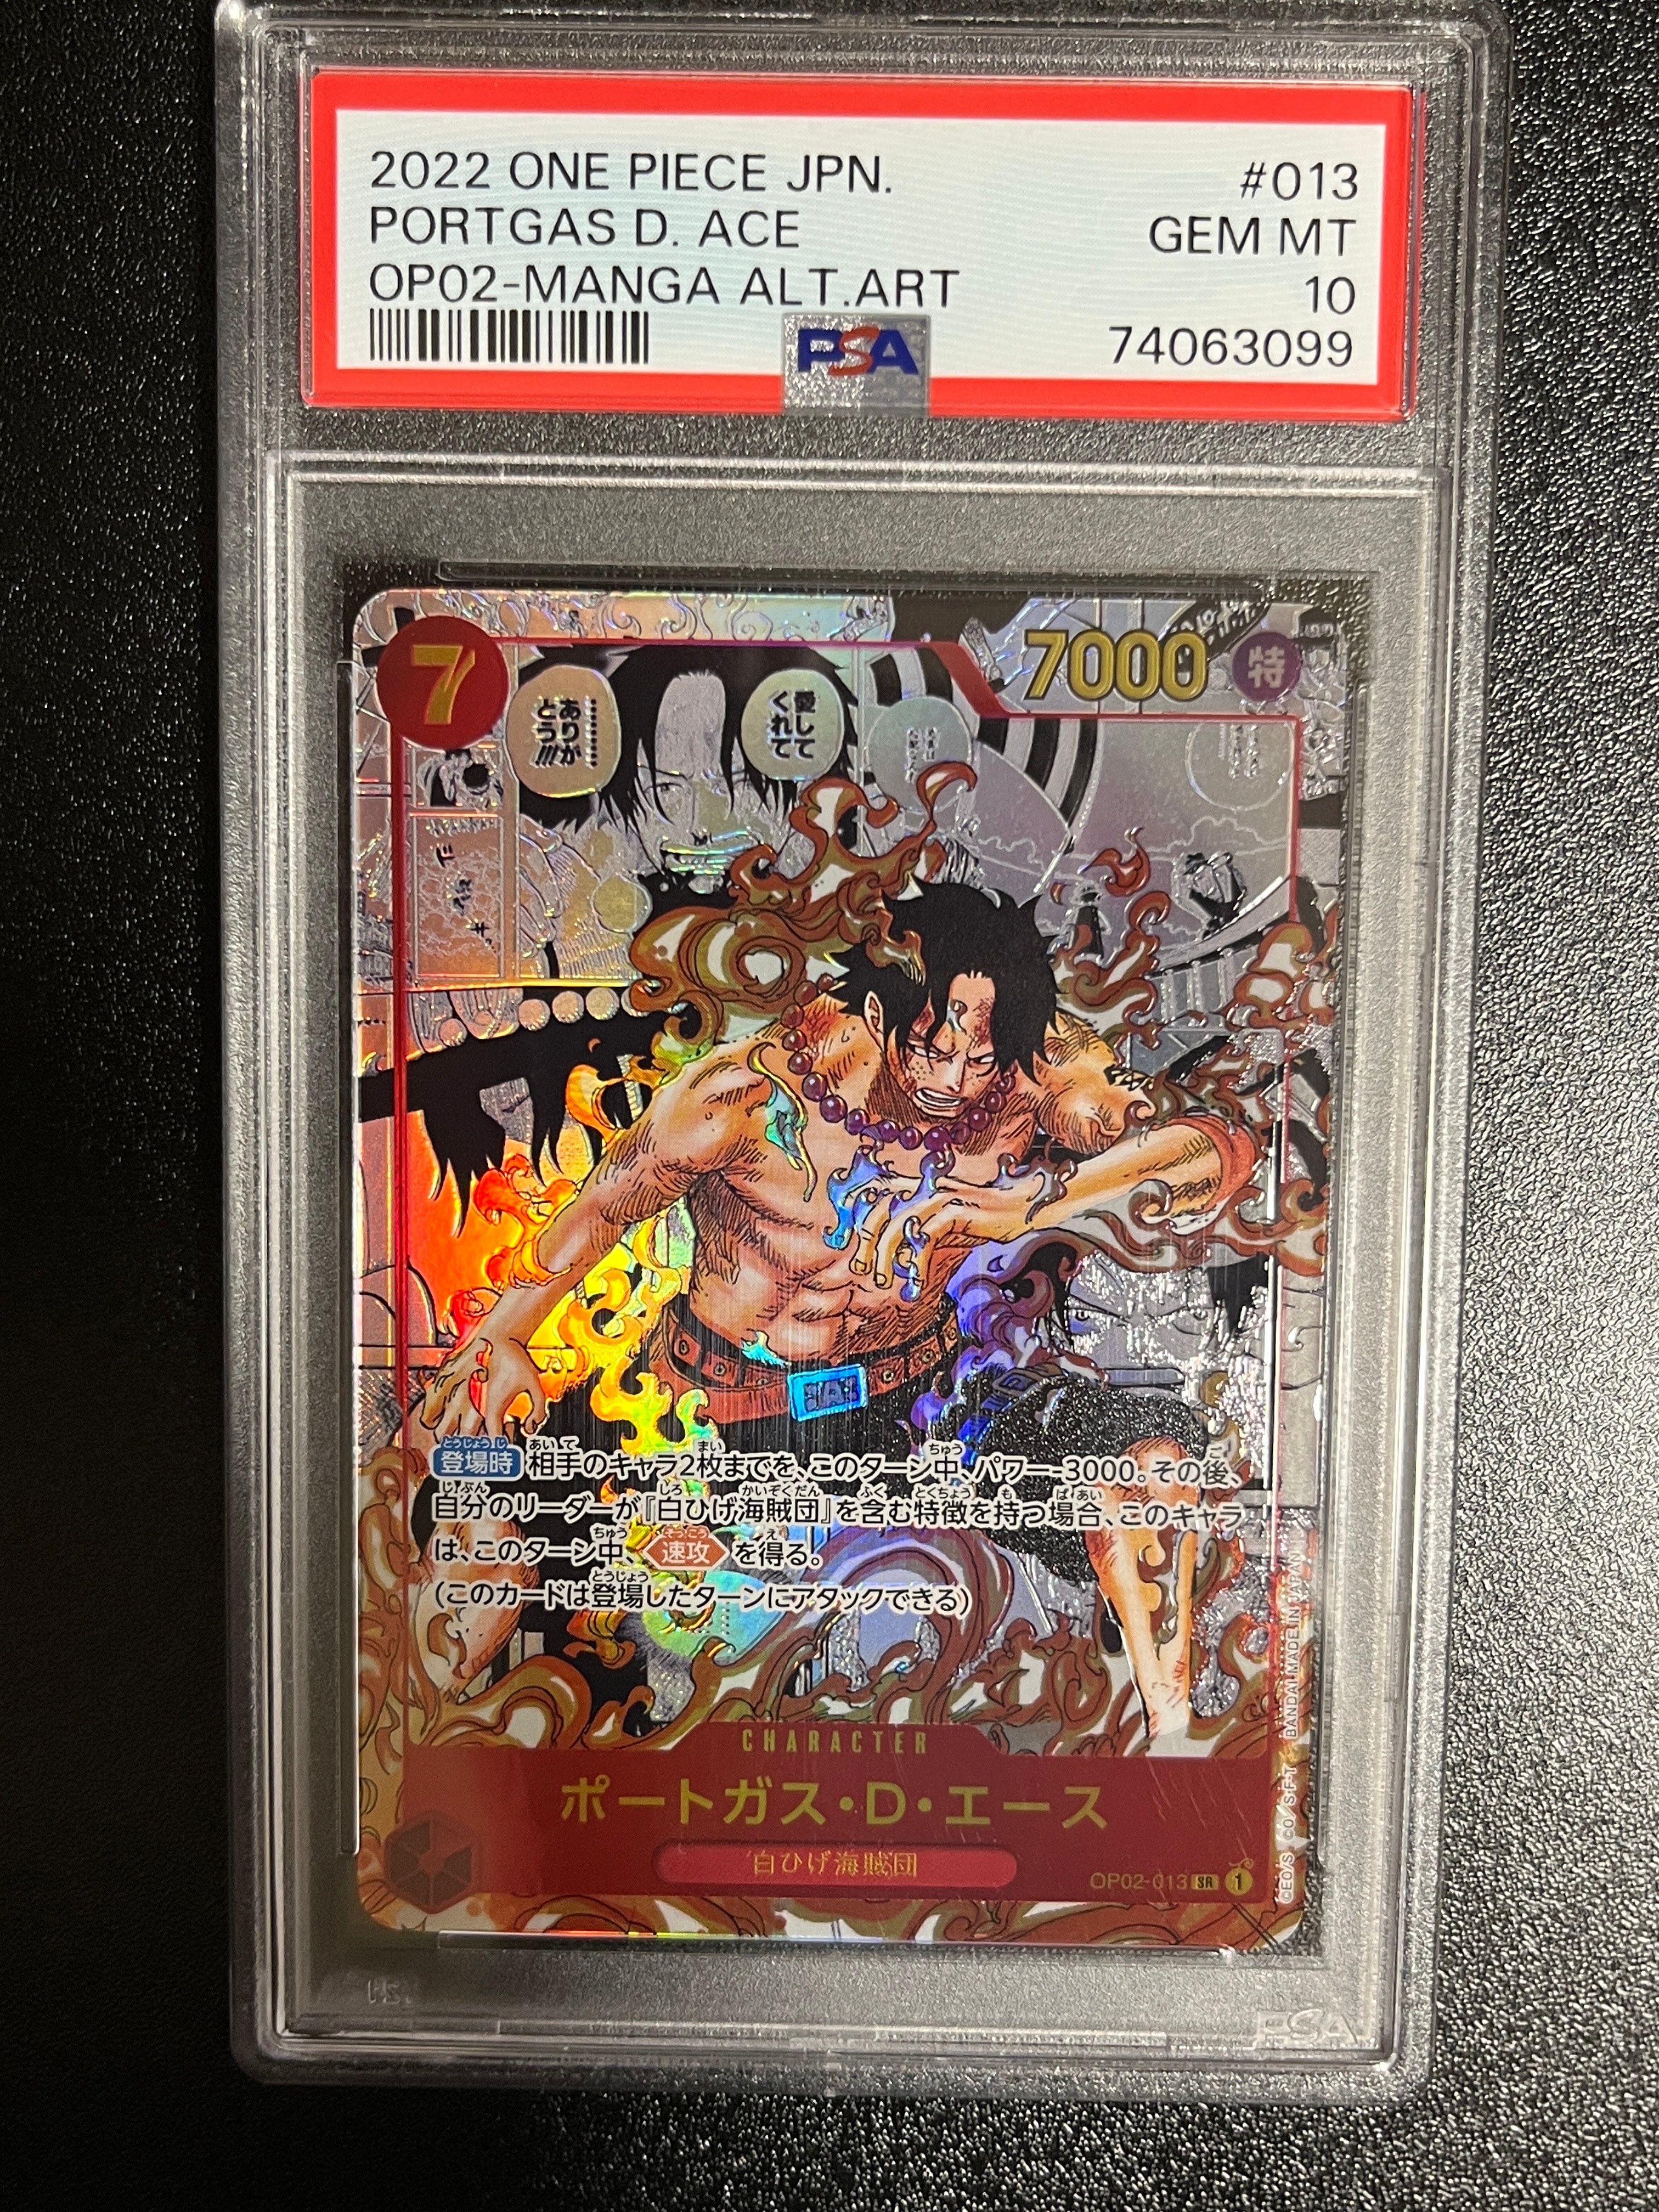 2022 ONE PIECE JPN. #013
PORTGAS D. ACE GEM MT
OP02-MANGA ALT.ART 10
PSA 74063099
7
7000
特
愛して
くれて
………
ありが
とう!!!
登場時 相手のキャラ2枚までを、このターン中、パワー-3000。その後、
自分のリーダーが『白ひげ海賊団』を含む特徴を持つ場合、このキャラ
は、このターン中、速攻を得る。
(このカードは登場したターンにアタックできる)
CHARACTER
ポートガス・D・エース
白ひげ海賊団
OP02-013 SR 1
©EO/S ©O/S·F·T BANDAI MADE IN JAPAN
PSA